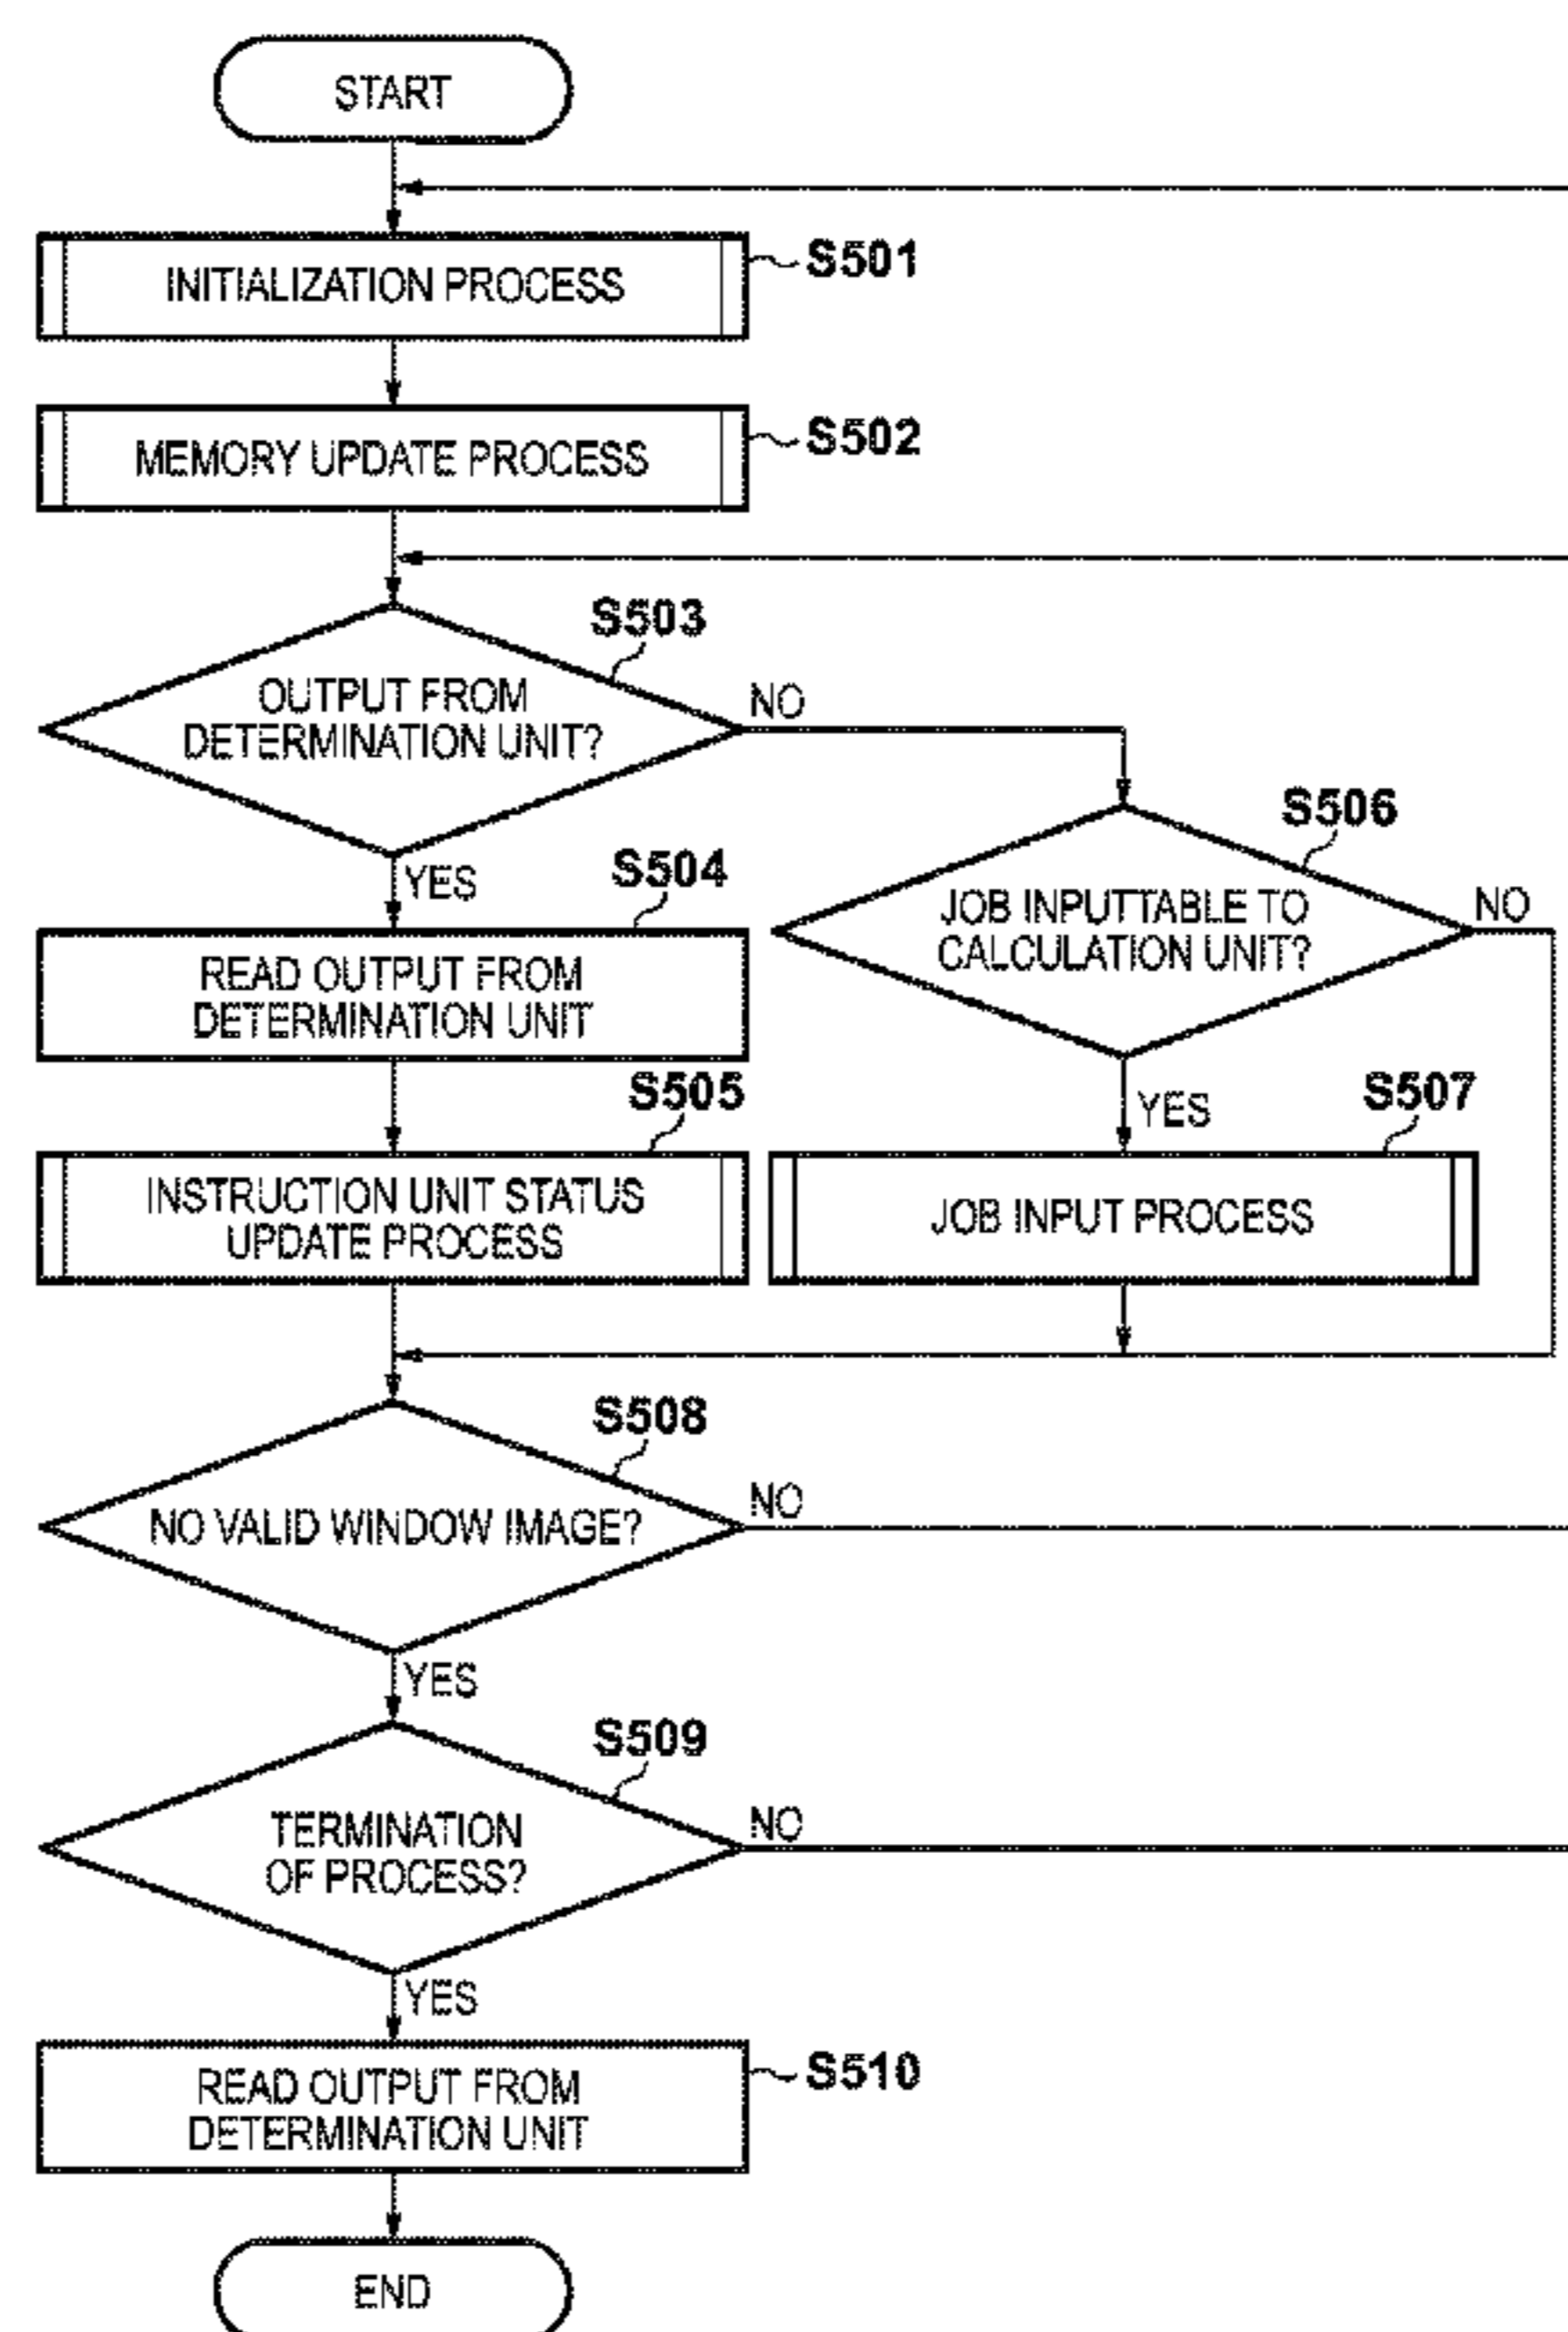 START
INITIALIZATION PROCESS
S501
MEMORY UPDATE PROCESS
S502
S503
OUTPUT FROM
DETERMINATION UNIT?
NO
YES
S504
READ OUTPUT FROM
DETERMINATION UNIT
S506
JOB INPUTTABLE TO
CALCULATION UNIT?
NO
YES
S505
INSTRUCTION UNIT STATUS
UPDATE PROCESS
S507
JOB INPUT PROCESS
S508
NO VALID WINDOW IMAGE?
NO
YES
S509
TERMINATION
OF PROCESS?
NO
YES
READ OUTPUT FROM
DETERMINATION UNIT
S510
END